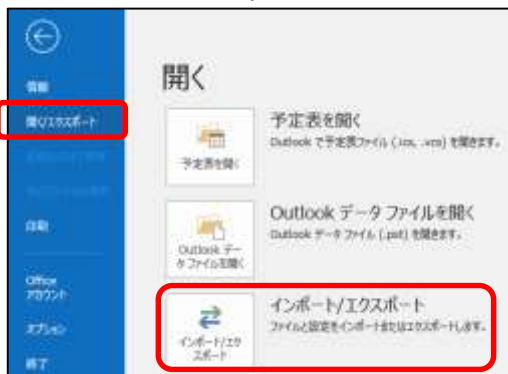 情報
開く/エクスポート
印刷
Office
アカウント
オプション
終了
開く
予定表を開く
予定表を開く
Outlook で予定表ファイル (.ics, .vcs) を開きます。
Outlook デー
タ ファイルを開く
Outlook データ ファイルを開く
Outlook データ ファイル (.pst) を開きます。
インポート/エク
スポート
インポート/エクスポート
ファイルと設定をインポートまたはエクスポートします。